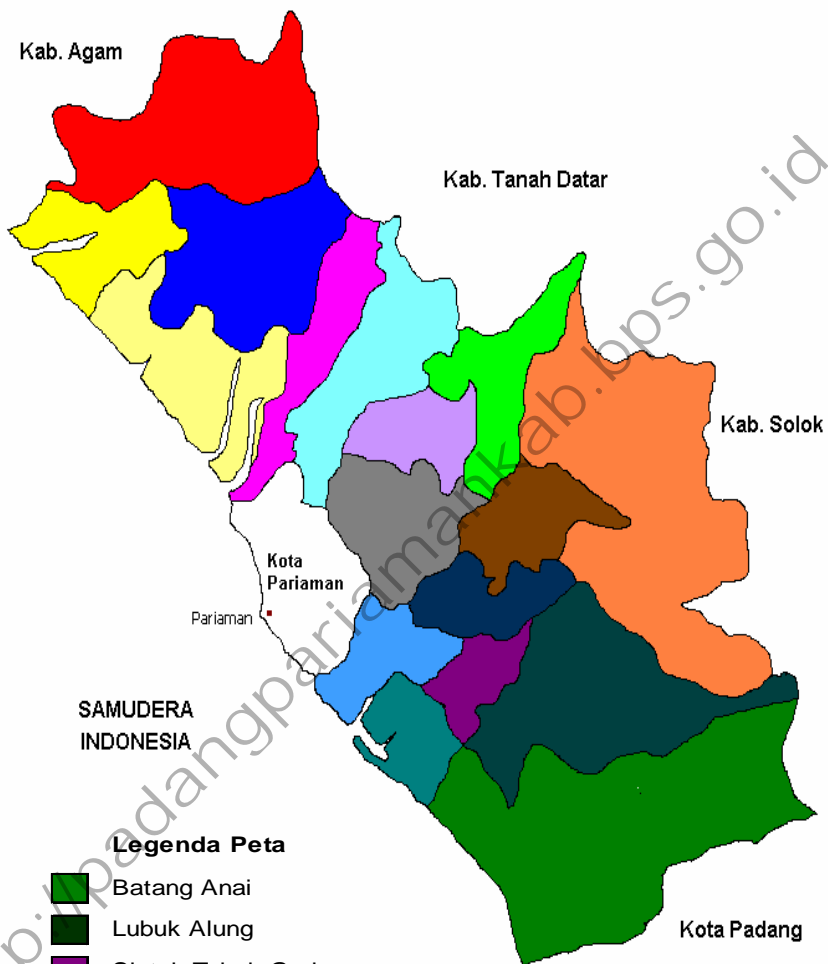 Kab. Agam
Kab. Tanah Datar
Kab. Solok
Kota
Pariaman
Pariaman
SAMUDERA
INDONESIA
Legenda Peta
Batang Anai
Lubuk Alung
Kota Padang
p://padangpariamankab.bps.go.id